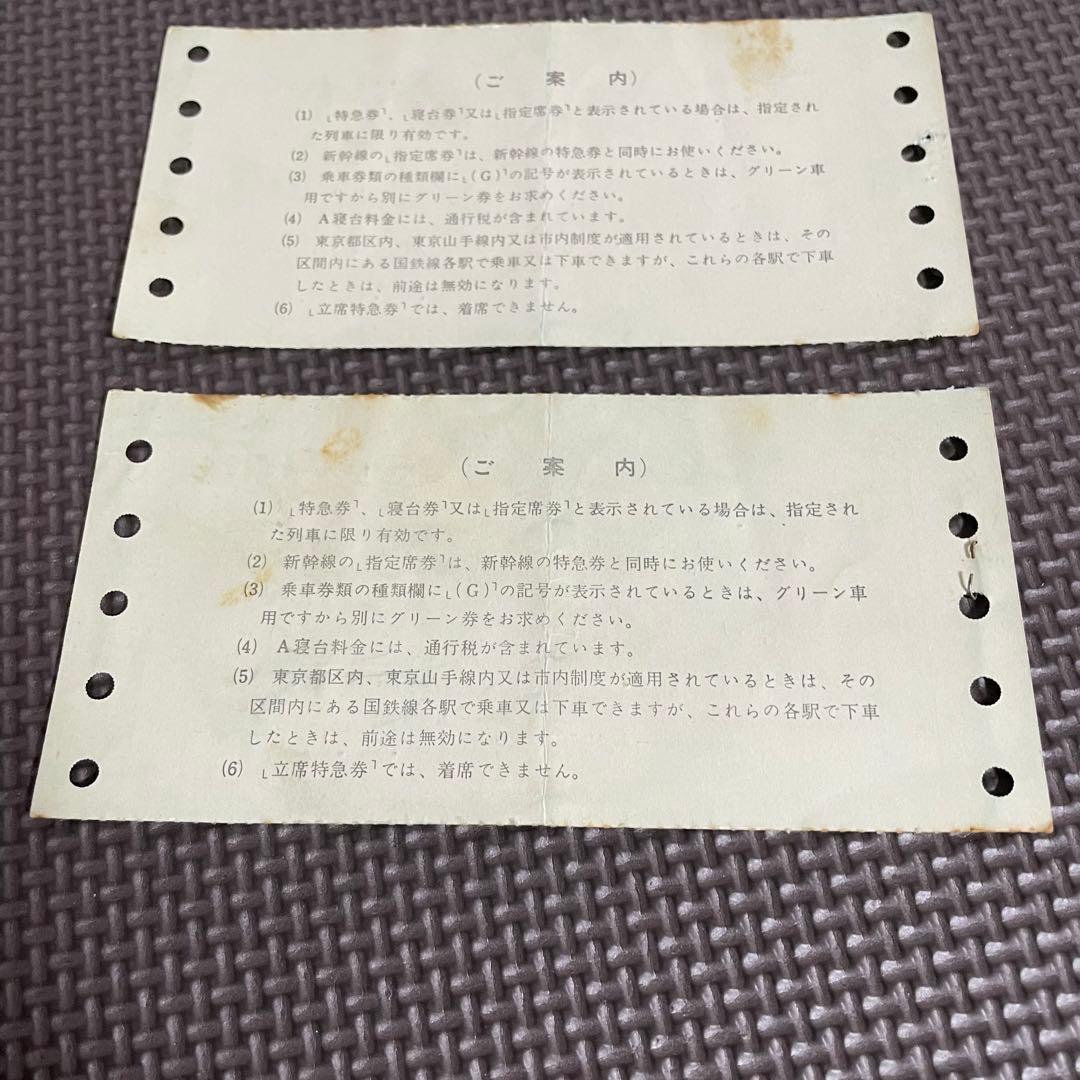 (ご案内)
(1) ｢特急券｣、｢寝台券｣又は｢指定席券｣と表示されている場合は、指定され
た列車に限り有効です。
(2) 新幹線の｢指定席券｣は、新幹線の特急券と同時にお使いください。
(3) 乗車券類の種類欄に｢(G)｣の記号が表示されているときは、グリーン車
用ですから別にグリーン券をお求めください。
(4) A寝台料金には、通行税が含まれています。
(5) 東京都区内、東京山手線内又は市内制度が適用されているときは、その
区間内にある国鉄線各駅で乗車又は下車できますが、これらの各駅で下車
したときは、前途は無効になります。
(6) ｢立席特急券｣では、着席できません。
(ご案内)
(1) ｢特急券｣、｢寝台券｣又は｢指定席券｣と表示されている場合は、指定され
た列車に限り有効です。
(2) 新幹線の｢指定席券｣は、新幹線の特急券と同時にお使いください。
(3) 乗車券類の種類欄に｢(G)｣の記号が表示されているときは、グリーン車
用ですから別にグリーン券をお求めください。
(4) A寝台料金には、通行税が含まれています。
(5) 東京都区内、東京山手線内又は市内制度が適用されているときは、その
区間内にある国鉄線各駅で乗車又は下車できますが、これらの各駅で下車
したときは、前途は無効になります。
(6) ｢立席特急券｣では、着席できません。